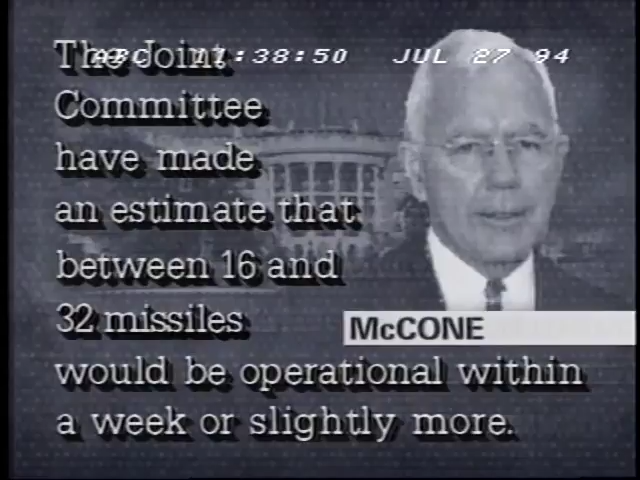 ABC 11:38:50 JUL 27 94
The Joint
Committee
have made
an estimate that
between 16 and
32 missiles
McCONE
would be operational within
a week or slightly more.